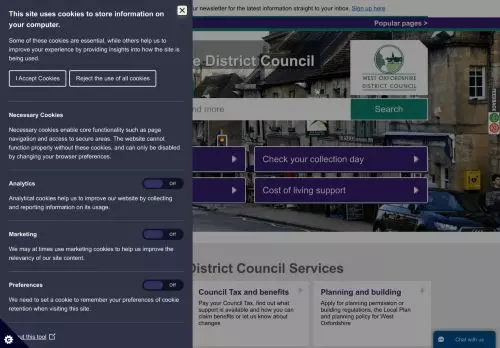 This site uses cookies to store information on
your computer.
Some of these cookies are essential, while others help us to
improve your experience by providing insights into how the site is
being used.
I Accept Cookies
Reject the use of all cookies
Necessary Cookies
Necessary cookies enable core functionality such as page
navigation and access to secure areas. The website cannot
function properly without these cookies, and can only be disabled
by changing your browser preferences.
Analytics
Off
Analytical cookies help us to improve our website by collecting
and reporting information on its usage.
Marketing
Off
We may at times use marketing cookies to help us improve the
relevancy of our site content.
Preferences
Off
We need to set a cookie to remember your preferences of cookie
retention when visiting this site.
this tool
ur newsletter for the latest information straight to your inbox. Sign up here
Popular pages >
e District Council
WEST OXFORDSHIRE
DISTRICT COUNCIL
nd more
Search
Check your collection day
Cost of living support
District Council Services
Council Tax and benefits
Pay your Council Tax, find out what
support is available and how you can
claim benefits or let us know about
changes
Planning and building
Apply for permission for planning or
building regulations, the Local Plan
and planning policy for West
Oxfordshire
Chat with us